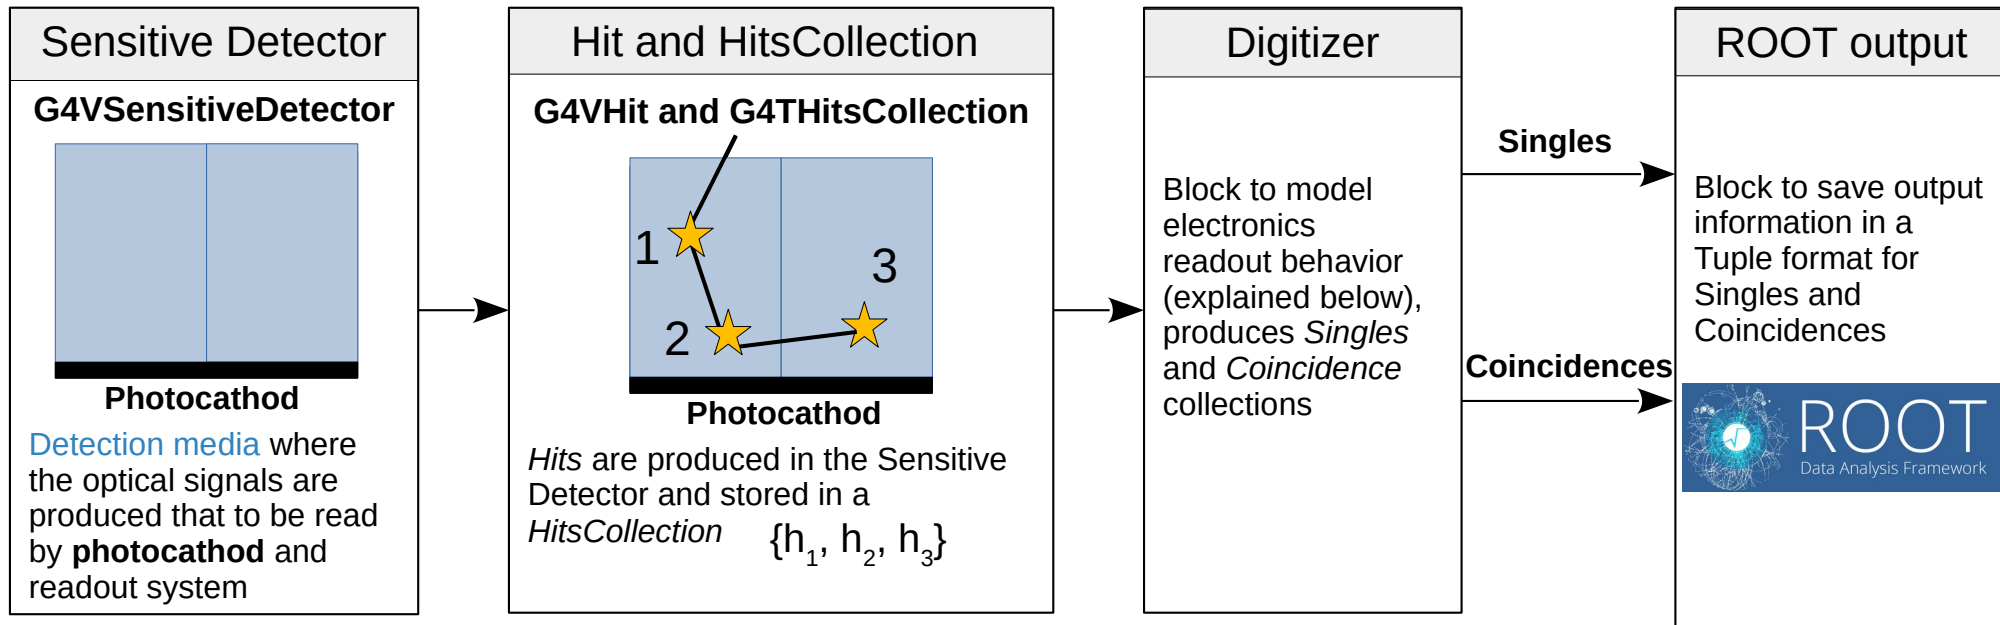 Sensitive Detector
G4VSensitiveDetector
Photocathod
Detection media where
the optical signals are
produced that to be read
by photocathod and
readout system
Hit and HitsCollection
G4VHit and G4THitsCollection
1
2
3
Photocathod
Hits are produced in the Sensitive
Detector and stored in a
HitsCollection {h1, h2, h3}
Digitizer
Block to model
electronics
readout behavior
(explained below),
produces Singles
and Coincidence
collections
Singles
Coincidences
ROOT output
Block to save output
information in a
Tuple format for
Singles and
Coincidences
ROOT
Data Analysis Framework